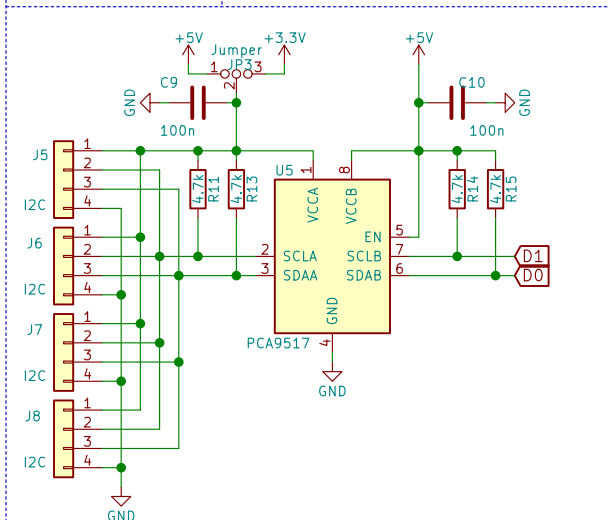 +5V
Jumper
+3.3V
+5V
JP3
1
3
2
C9
C10
GND
GND
100n
100n
J5
1
2
3
4
I2C
4.7k
R11
4.7k
R13
U5
1
8
VCCA
VCCB
4.7k
R14
4.7k
R15
J6
1
2
3
4
I2C
EN
5
2
SCLA
SCLB
7
D1
3
SDAA
SDAB
6
D0
GND
4
PCA9517
GND
J7
1
2
3
4
I2C
J8
1
2
3
4
I2C
GND